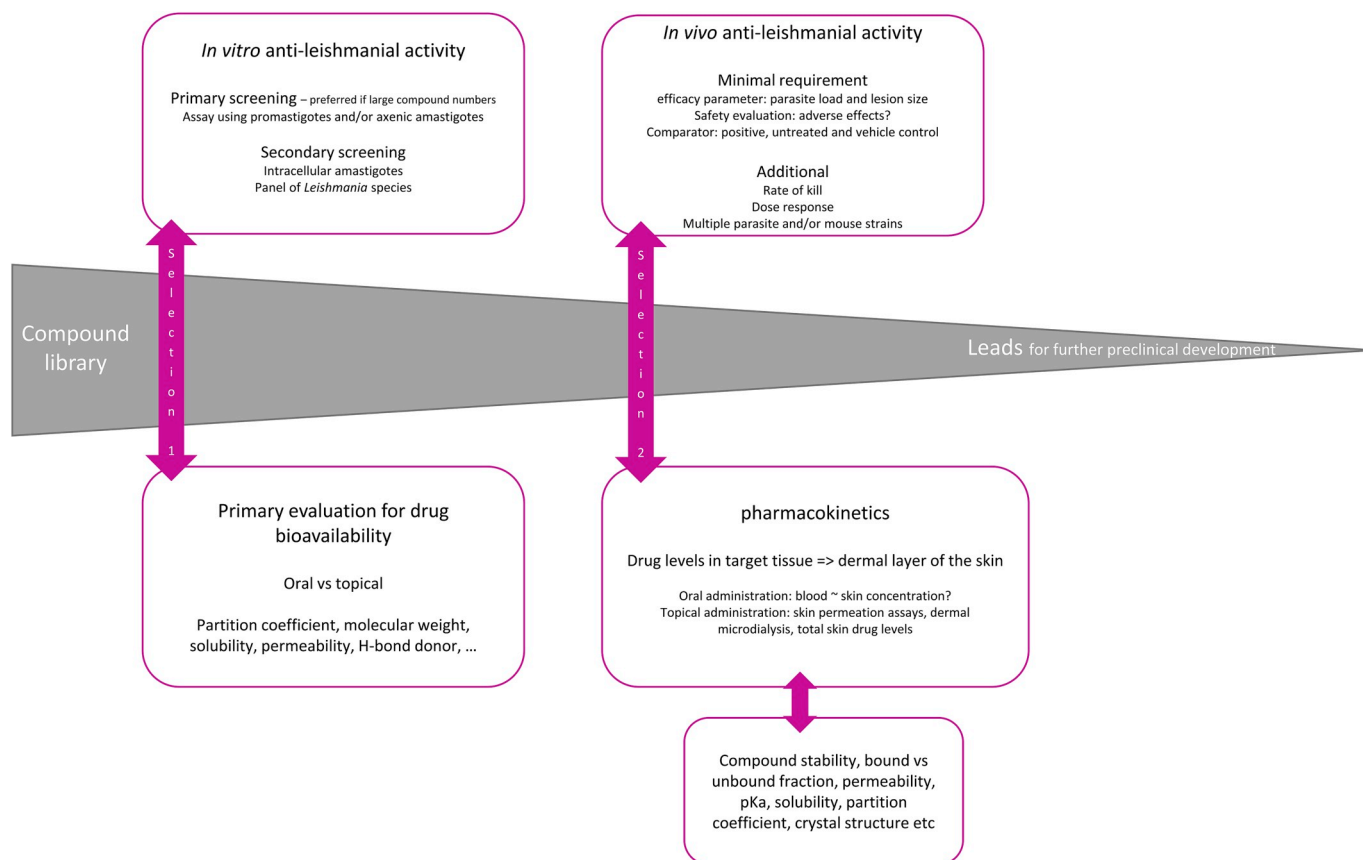 In vitro anti-leishmanial activity
Primary screening – preferred if large compound numbers
Assay using promastigotes and/or axenic amastigotes
Secondary screening
Intracellular amastigotes
Panel of Leishmania species
In vivo anti-leishmanial activity
Minimal requirement
efficacy parameter: parasite load and lesion size
Safety evaluation: adverse effects?
Comparator: positive, untreated and vehicle control
Additional
Rate of kill
Dose response
Multiple parasite and/or mouse strains
Selection 1
Selection 2
Compound
library
Leads for further preclinical development
Primary evaluation for drug
bioavailability
Oral vs topical
Partition coefficient, molecular weight,
solubility, permeability, H-bond donor, ...
pharmacokinetics
Drug levels in target tissue => dermal layer of the skin
Oral administration: blood ~ skin concentration?
Topical administration: skin permeation assays, dermal
microdialysis, total skin drug levels
Compound stability, bound vs
unbound fraction, permeability,
pKa, solubility, partition
coefficient, crystal structure etc